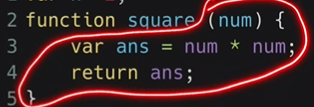 2 function square (num) {
3 var ans = num * num;
4 return ans;
5 }